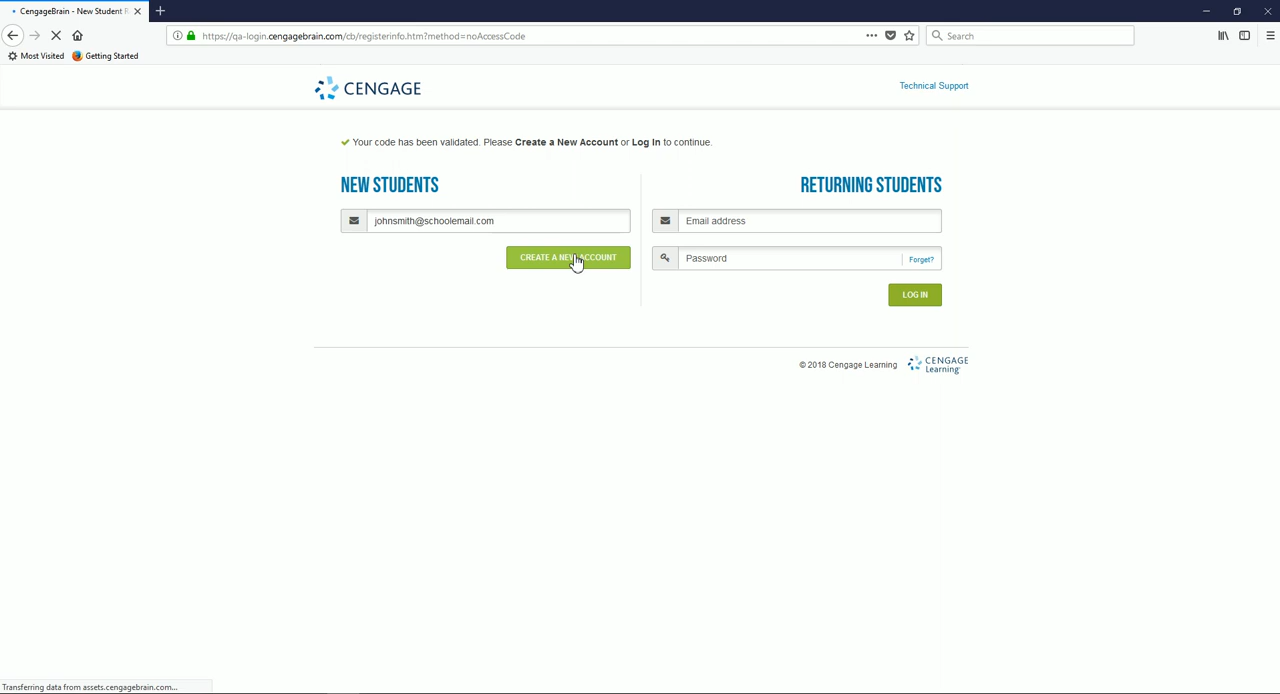 CengageBrain - New Student R
https://qa-login.cengagebrain.com/cb/registerinfo.htm?method=noAccessCode
Search
Most Visited
Getting Started
CENGAGE
Technical Support
Your code has been validated. Please Create a New Account or Log In to continue.
NEW STUDENTS
RETURNING STUDENTS
johnsmith@schoolemail.com
Email address
CREATE A NEW ACCOUNT
Password
Forget?
LOG IN
© 2018 Cengage Learning
CENGAGE
Learning
Transferring data from assets.cengagebrain.com...